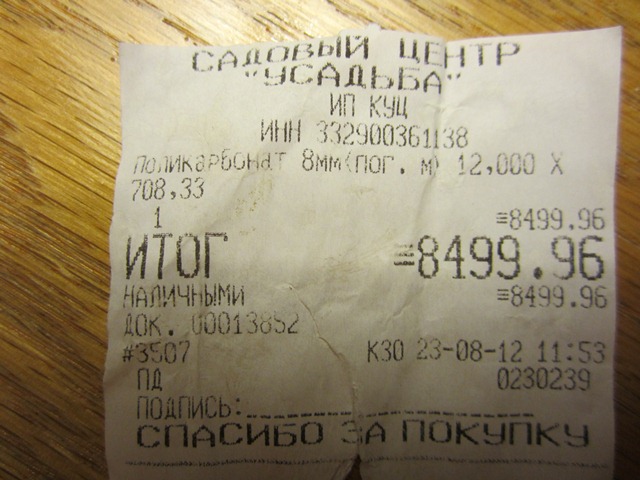 САДОВЫЙ ЦЕНТР
"УСАДЬБА"
ИП КУЦ
ИНН 332900361138
Поликарбонат 8мм(пог. м) 12,000 X
708,33
1 ≡8499.96
ИТОГ ≡8499.96
НАЛИЧНЫМИ ≡8499.96
ДОК. 00013852
#3507 К30 23-08-12 11:53
ПД 0230239
ПОДПИСЬ:_______________
СПАСИБО ЗА ПОКУПКУ